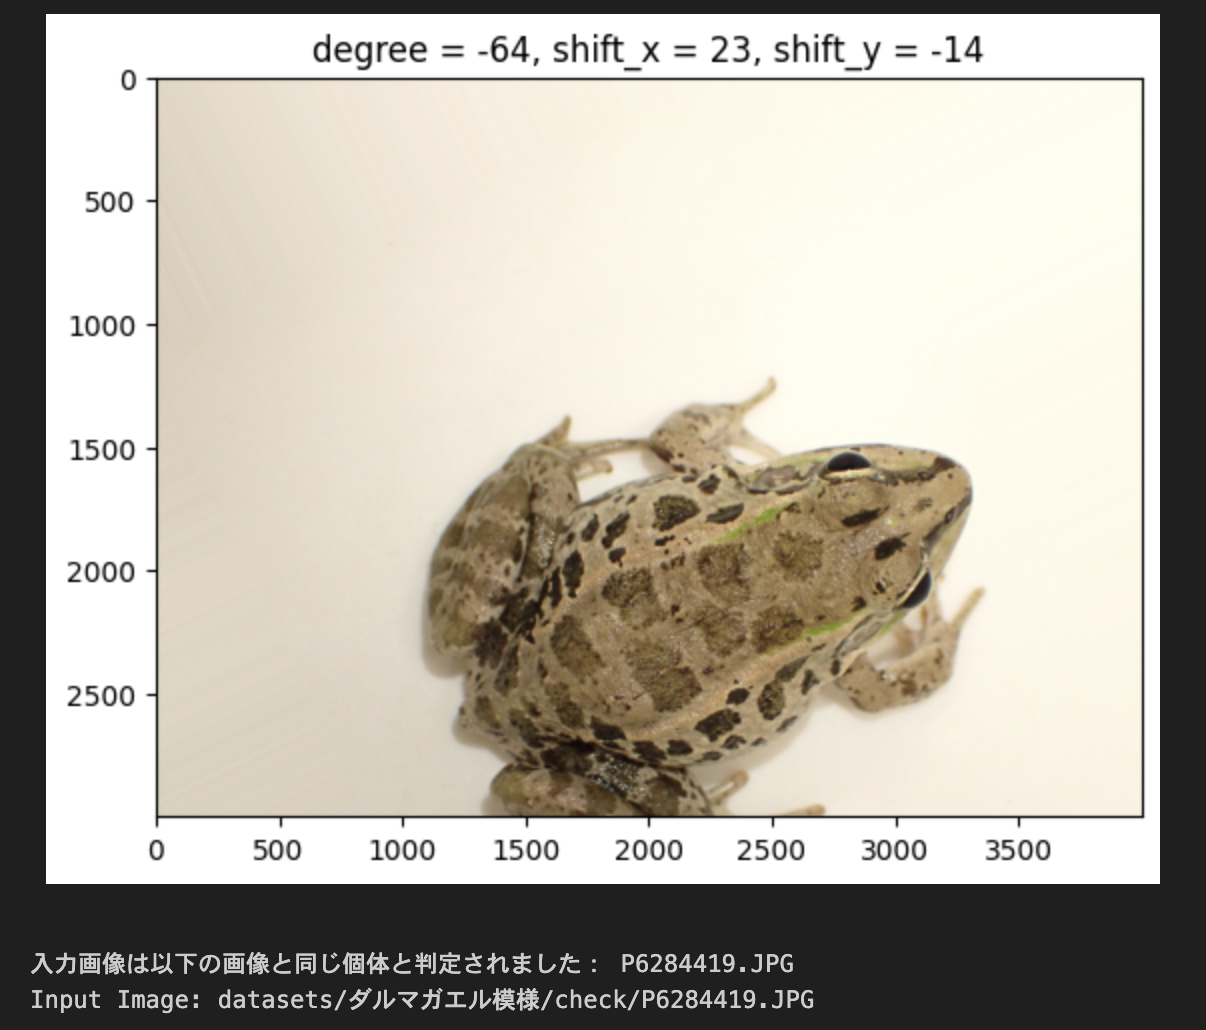 degree = -64, shift_x = 23, shift_y = -14
0
500
1000
1500
2000
2500
0 500 1000 1500 2000 2500 3000 3500
入力画像は以下の画像と同じ個体と判定されました： P6284419.JPG
Input Image: datasets/ダルマガエル模様/check/P6284419.JPG